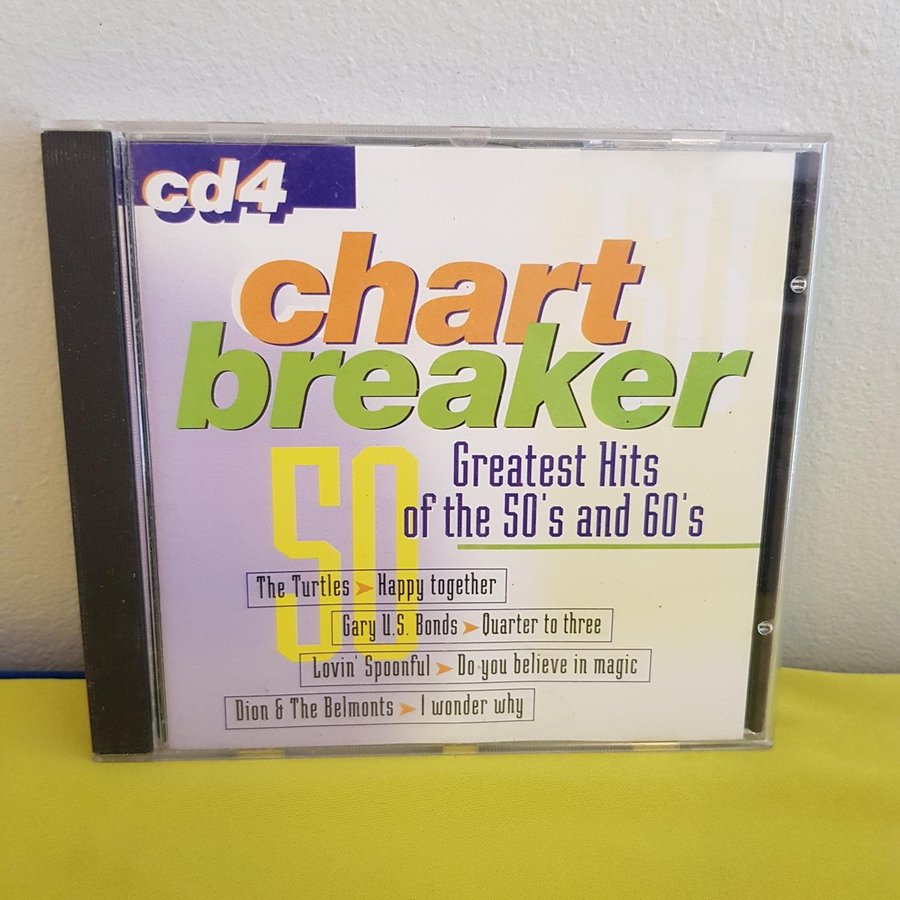 cd4
chart
breaker
50
Greatest Hits
of the 50's and 60's
The Turtles ➤ Happy together
Gary U.S. Bonds ➤ Quarter to three
Lovin' Spoonful ➤ Do you believe in magic
Dion & The Belmonts ➤ I wonder why